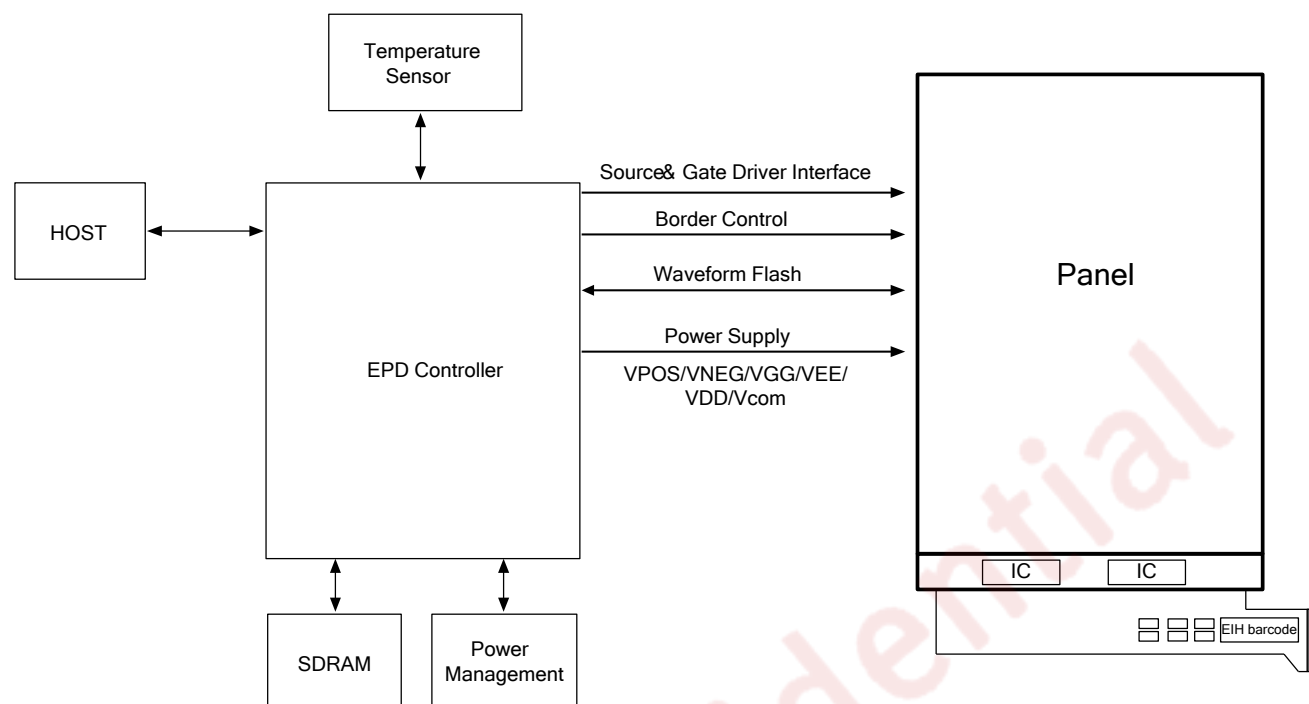 Temperature
Sensor
HOST
EPD Controller
Source& Gate Driver Interface
Border Control
Waveform Flash
Power Supply
VPOS/VNEG/VGG/VEE/
VDD/Vcom
Panel
IC
IC
EIH barcode
SDRAM
Power
Management